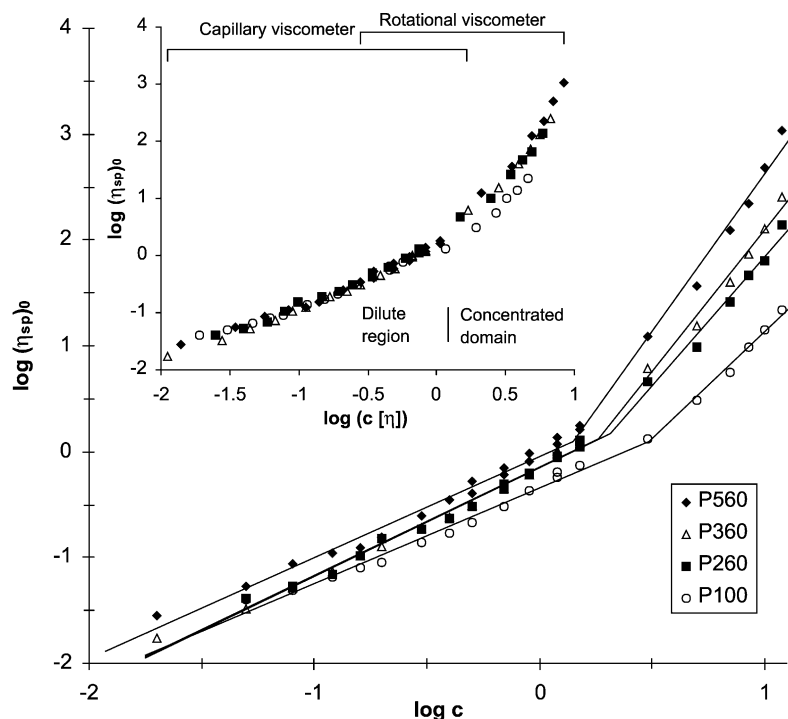 4
3
2
1
0
-1
-2
log (ηsp)0
-2
-1
0
1
log c
Capillary viscometer
Rotational viscometer
4
3
2
1
0
-1
-2
log (ηsp)0
Dilute
region
Concentrated
domain
-2
-1.5
-1
-0.5
0
0.5
1
log (c [η])
P560
P360
P260
P100